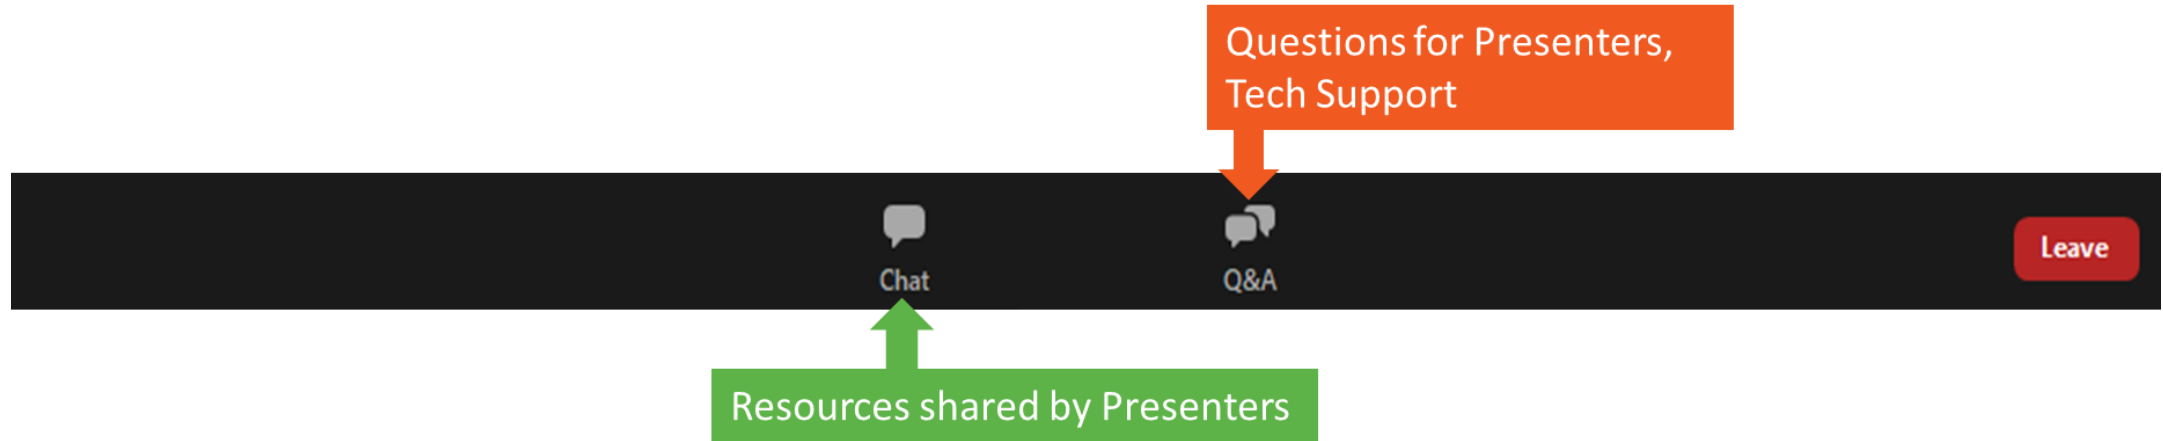 Questions for Presenters,
Tech Support
Chat
Q&A
Leave
Resources shared by Presenters